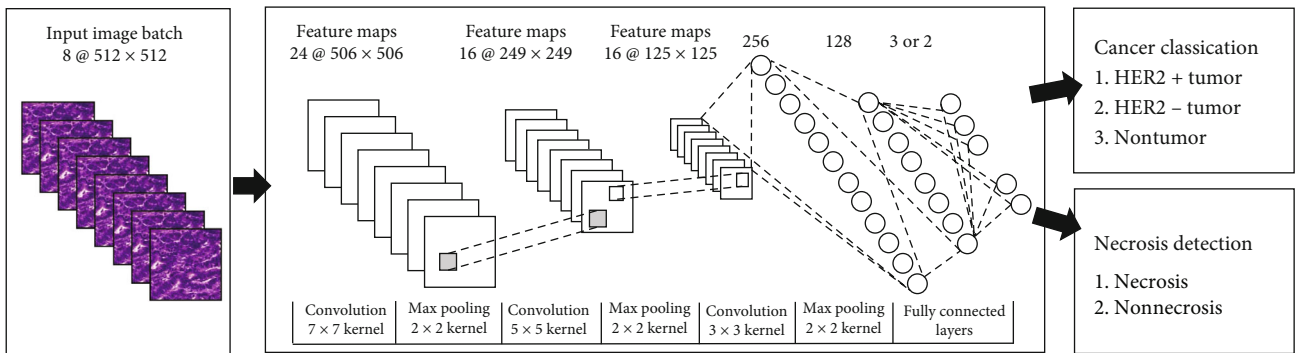 Input image batch
8 @ 512 × 512
Feature maps
24 @ 506 × 506
Feature maps
16 @ 249 × 249
Feature maps
16 @ 125 × 125
256
128
3 or 2
Convolution
7 × 7 kernel
Max pooling
2 × 2 kernel
Convolution
5 × 5 kernel
Max pooling
2 × 2 kernel
Convolution
3 × 3 kernel
Max pooling
2 × 2 kernel
Fully connected
layers
Cancer classication
1. HER2 + tumor
2. HER2 – tumor
3. Nontumor
Necrosis detection
1. Necrosis
2. Nonnecrosis